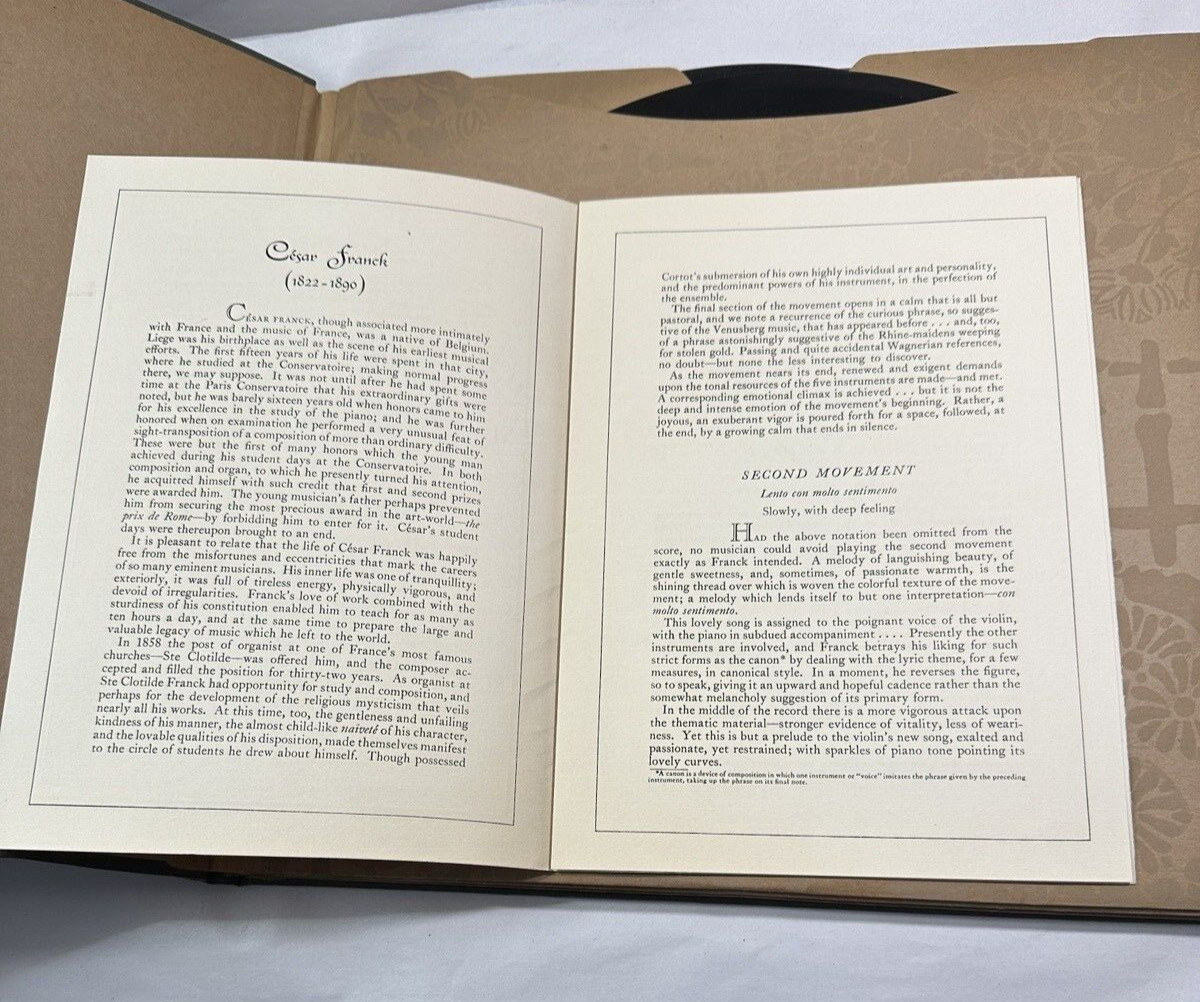 César Franck
(1822-1890)
CÉSAR FRANCK, though associated more intimately
with France and the music of France, was a native of Belgium.
Liege was his birthplace as well as the scene of his earliest musical
efforts. The first fifteen years of his life were spent in that city,
where he studied at the Conservatoire; making normal progress
there, we may suppose. It was not until after he had spent some
time at the Paris Conservatoire that his extraordinary gifts were
noted, but he was barely sixteen years old when honors came to him
for his excellence in the study of the piano; and he was further
honored when on examination he performed a very unusual feat of
sight-transposition of a composition of more than ordinary difficulty.
These were but the first of many honors which the young man
achieved during his student days at the Conservatoire. In both
composition and organ, to which he presently turned his attention,
he acquitted himself with such credit that first and second prizes
were awarded him. The young musician's father perhaps prevented
him from securing the most precious award in the art-world—the
prix de Rome—by forbidding him to enter for it. César's student
days were thereupon brought to an end.
It is pleasant to relate that the life of César Franck was happily
free from the misfortunes and eccentricities that mark the careers
of so many eminent musicians. His inner life was one of tranquillity;
exteriorly, it was full of tireless energy, physically vigorous, and
devoid of irregularities. Franck's love of work combined with the
sturdiness of his constitution enabled him to teach for as many as
ten hours a day, and at the same time to prepare the large and
valuable legacy of music which he left to the world.
In 1858 the post of organist at one of France's most famous
churches—Ste Clotilde—was offered him, and the composer ac-
cepted and filled the position for thirty-two years. As organist at
Ste Clotilde Franck had opportunity for study and composition, and
perhaps for the development of the religious mysticism that veils
nearly all his works. At this time, too, the gentleness and unfailing
kindness of his manner, the almost child-like naïveté of his character,
and the lovable qualities of his disposition, made themselves manifest
to the circle of students he drew about himself. Though possessed
Cortot's submersion of his own highly individual art and personality,
and the predominant powers of his instrument, in the perfection of
the ensemble.
The final section of the movement opens in a calm that is all but
pastoral, and we note a recurrence of the curious phrase, so sugges-
tive of the Venusberg music, that has appeared before . . . and, too,
of a phrase astonishingly suggestive of the Rhine-maidens weeping
for stolen gold. Passing and quite accidental Wagnerian references,
no doubt—but none the less interesting to discover.
As the movement nears its end, renewed and exigent demands
upon the tonal resources of the five instruments are made—and met.
A corresponding emotional climax is achieved . . . but it is not the
deep and intense emotion of the movement's beginning. Rather, a
joyous, an exuberant vigor is poured forth for a space, followed, at
the end, by a growing calm that ends in silence.
SECOND MOVEMENT
Lento con molto sentimento
Slowly, with deep feeling
HAD the above notation been omitted from the
score, no musician could avoid playing the second movement
exactly as Franck intended. A melody of languishing beauty, of
gentle sweetness, and, sometimes, of passionate warmth, is the
shining thread over which is woven the colorful texture of the move-
ment; a melody which lends itself to but one interpretation—con
molto sentimento.
This lovely song is assigned to the poignant voice of the violin,
with the piano in subdued accompaniment . . . . Presently the other
instruments are involved, and Franck betrays his liking for such
strict forms as the canon* by dealing with the lyric theme, for a few
measures, in canonical style. In a moment, he reverses the figure,
so to speak, giving it an upward and hopeful cadence rather than the
somewhat melancholy suggestion of its primary form.
In the middle of the record there is a more vigorous attack upon
the thematic material—stronger evidence of vitality, less of weari-
ness. Yet this is but a prelude to the violin's new song, exalted and
passionate, yet restrained; with sparkles of piano tone pointing its
lovely curves.
*A canon is a device of composition in which one instrument or "voice" imitates the phrase given by the preceding
instrument, taking up the phrase on its final note.